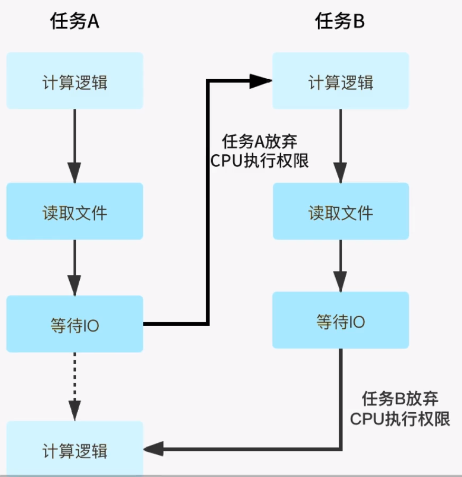 任务A
任务B
计算逻辑
计算逻辑
任务A放弃
CPU执行权限
读取文件
读取文件
等待IO
等待IO
任务B放弃
CPU执行权限
计算逻辑